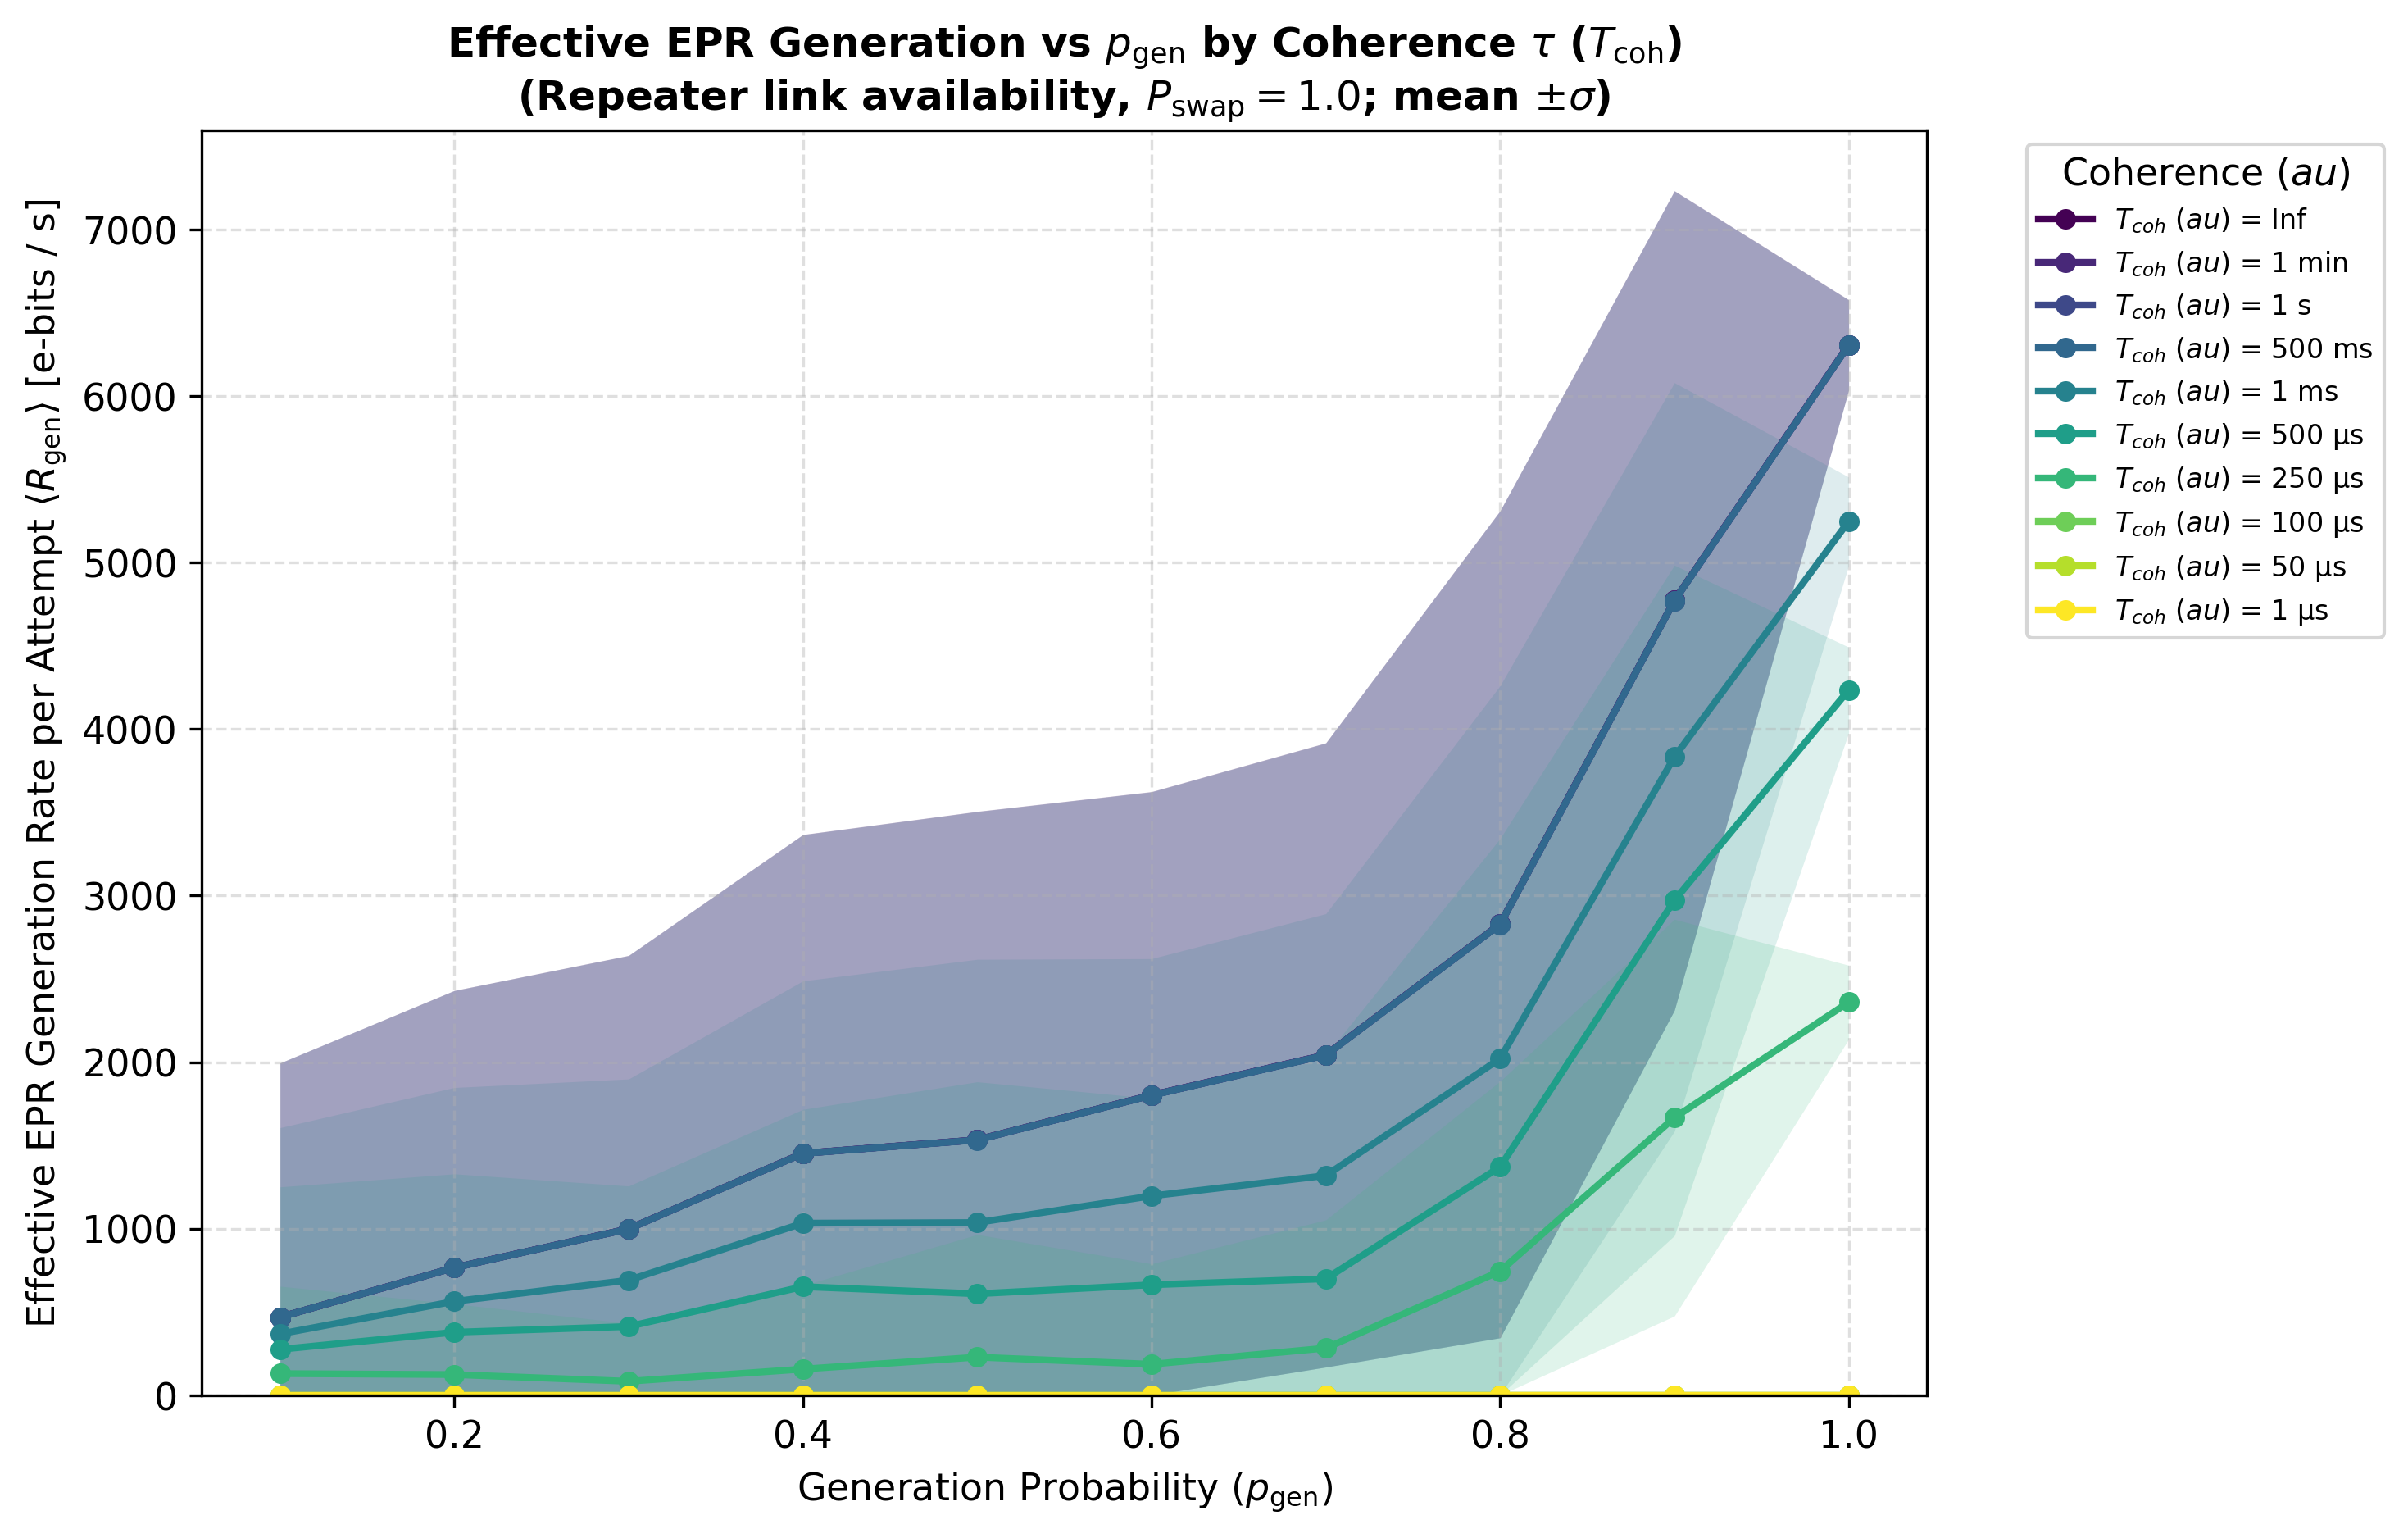 Effective EPR Generation vs p_gen by Coherence τ (T_coh)
(Repeater link availability, P_swap = 1.0; mean ±σ)
Effective EPR Generation Rate per Attempt ⟨R_gen⟩ [e-bits / s]
7000
6000
5000
4000
3000
2000
1000
0
0.2 0.4 0.6 0.8 1.0
Generation Probability (p_gen)
Coherence (au)
T_coh (au) = Inf
T_coh (au) = 1 min
T_coh (au) = 1 s
T_coh (au) = 500 ms
T_coh (au) = 1 ms
T_coh (au) = 500 µs
T_coh (au) = 250 µs
T_coh (au) = 100 µs
T_coh (au) = 50 µs
T_coh (au) = 1 µs